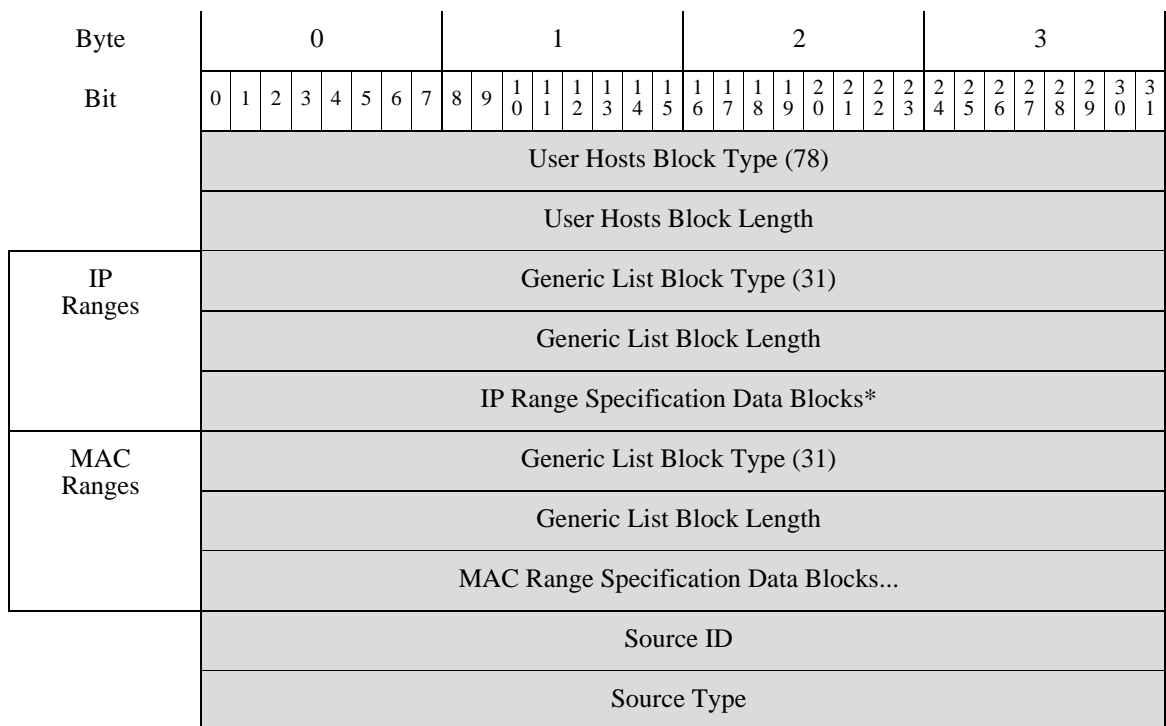 Byte 0 1 2 3
Bit 0 1 2 3 4 5 6 7 8 9 10 11 12 13 14 15 16 17 18 19 20 21 22 23 24 25 26 27 28 29 30 31
User Hosts Block Type (78)
User Hosts Block Length
IP
Ranges
Generic List Block Type (31)
Generic List Block Length
IP Range Specification Data Blocks*
MAC
Ranges
Generic List Block Type (31)
Generic List Block Length
MAC Range Specification Data Blocks...
Source ID
Source Type